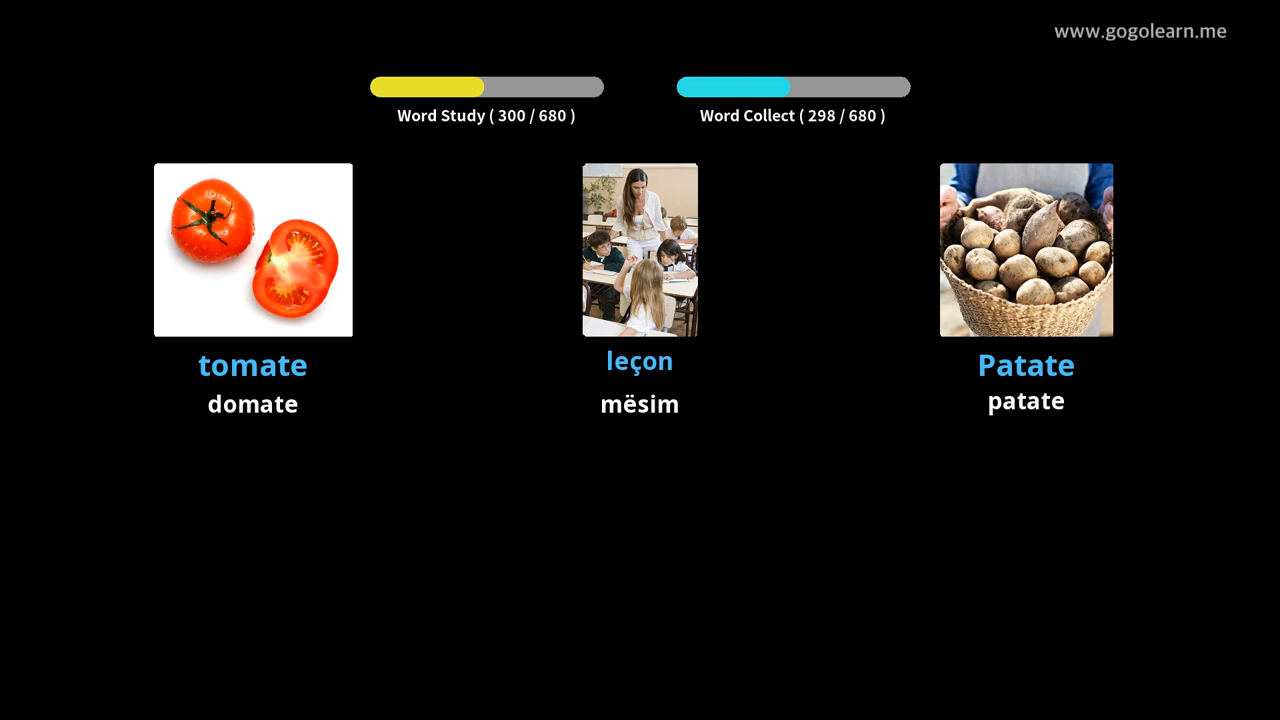 www.gogolearn.me
Word Study ( 300 / 680 )
Word Collect ( 298 / 680 )
tomate
domate
leçon
mësim
Patate
patate